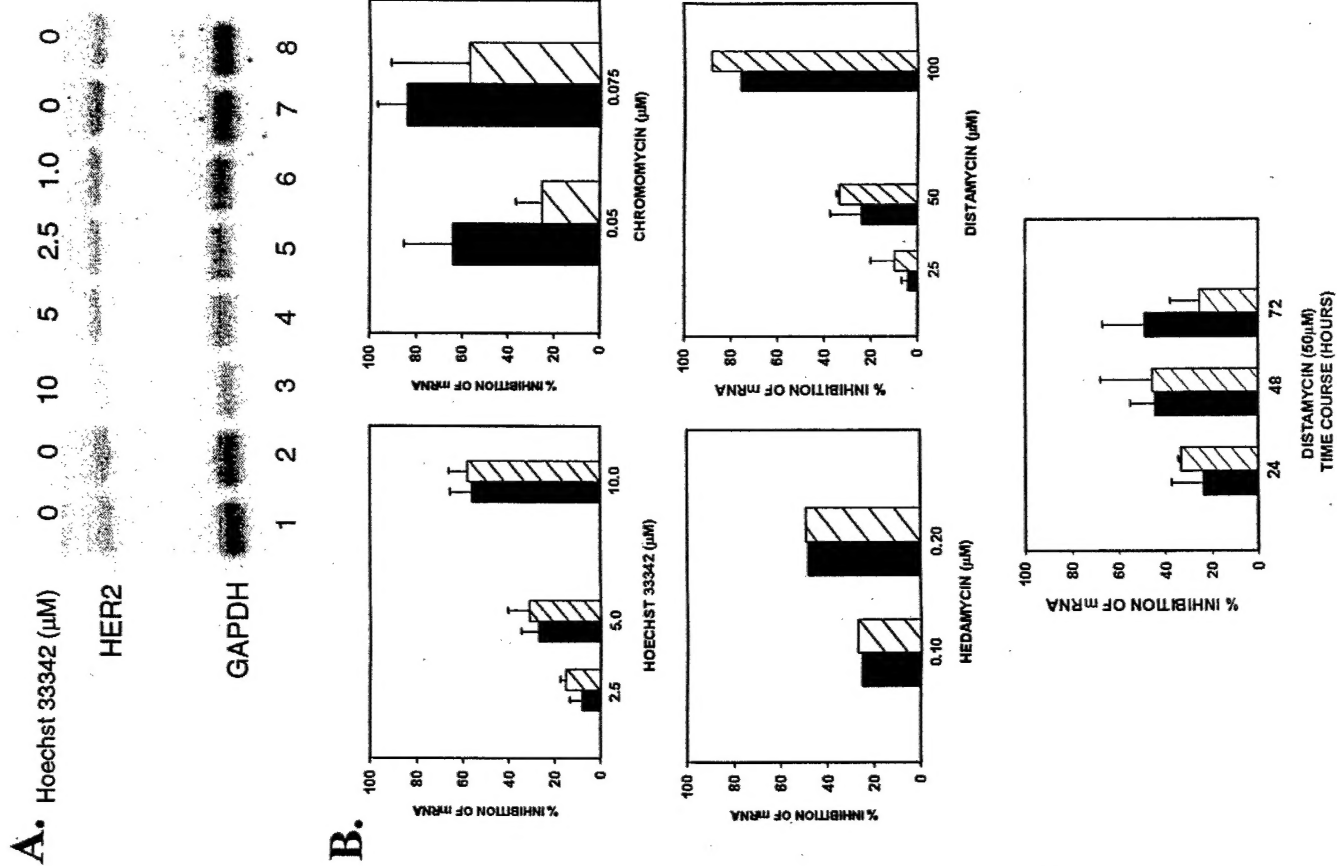 A. Hoechst 33342 (μM) 0 0 10 5 2.5 1.0 0 0
HER2
GAPDH
1 2 3 4 5 6 7 8
B.
% INHIBITION OF mRNA
100
80
60
40
20
0
2.5 5.0 10.0
HOECHST 33342 (μM)
% INHIBITION OF mRNA
100
80
60
40
20
0
0.05 0.075
CHROMOMYCIN (μM)
% INHIBITION OF mRNA
100
80
60
40
20
0
0.10 0.20
HEDAMYCIN (μM)
% INHIBITION OF mRNA
100
80
60
40
20
0
25 50 100
DISTAMYCIN (μM)
% INHIBITION OF mRNA
100
80
60
40
20
0
24 48 72
DISTAMYCIN (50μM)
TIME COURSE (HOURS)